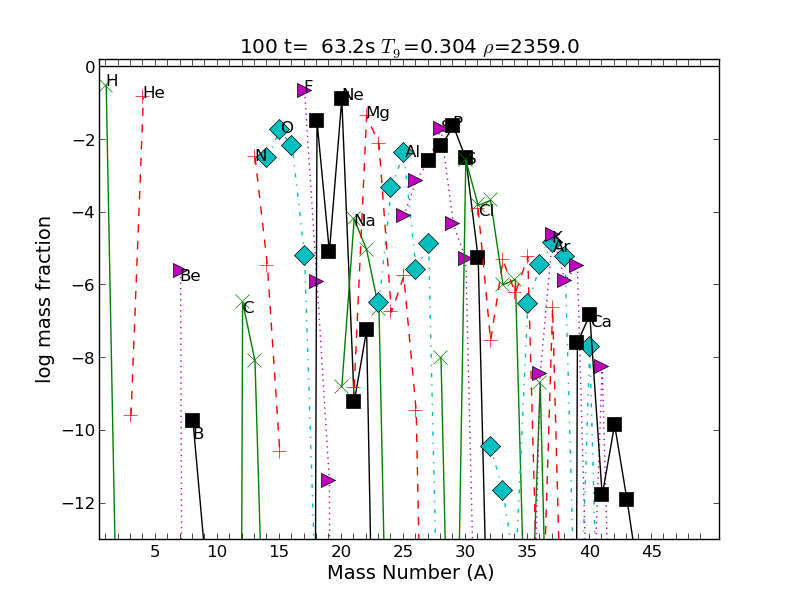 100 t=  63.2s T₉=0.304 ρ=2359.0
log mass fraction
0
−2
−4
−6
−8
−10
−12
H
He
Be
B
C
N
O
F
Ne
Na
Mg
Al
P
S
Cl
K
Ar
Ca
5 10 15 20 25 30 35 40 45
Mass Number (A)